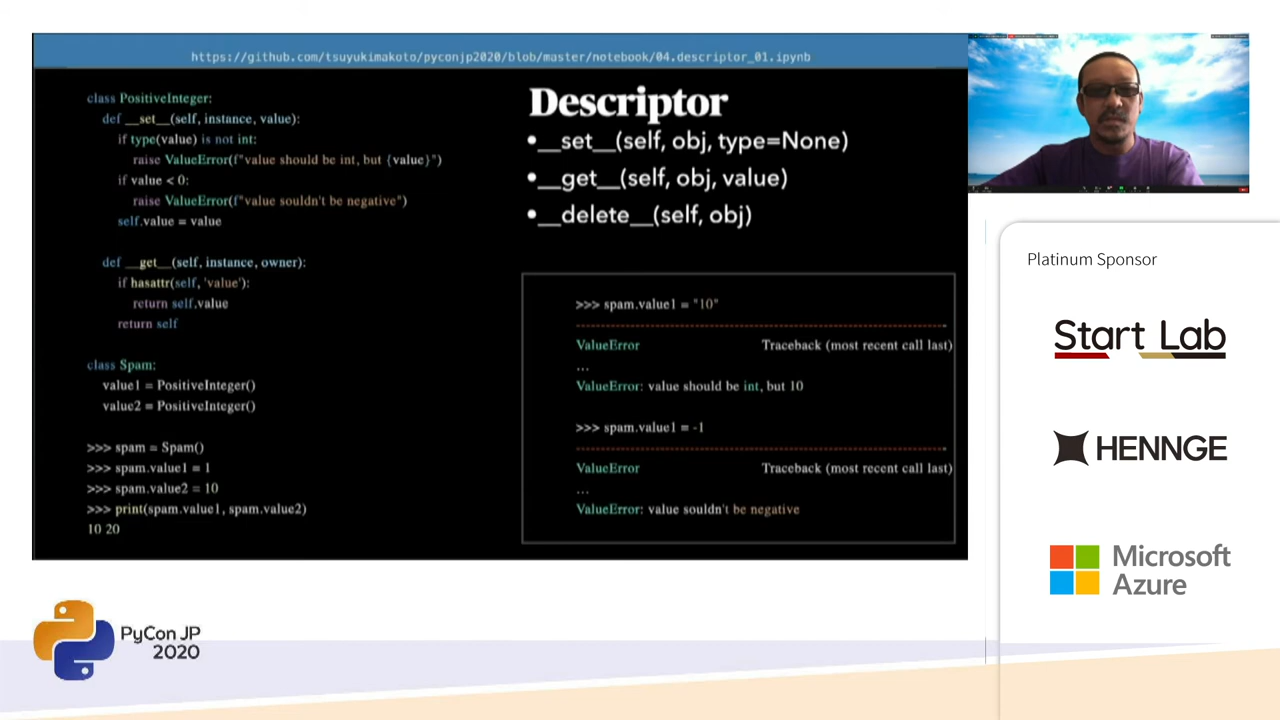 https://github.com/tsuyukimakoto/pyconjp2020/blob/master/notebook/04.descriptor_01.ipynb
class PositiveInteger:
def __set__(self, instance, value):
if type(value) is not int:
raise ValueError(f"value should be int, but {value}")
if value < 0:
raise ValueError(f"value souldn't be negative")
self.value = value
def __get__(self, instance, owner):
if hasattr(self, 'value'):
return self.value
return self
class Spam:
value1 = PositiveInteger()
value2 = PositiveInteger()
>>> spam = Spam()
>>> spam.value1 = 1
>>> spam.value2 = 10
>>> print(spam.value1, spam.value2)
10 20
Descriptor
•__set__(self, obj, type=None)
•__get__(self, obj, value)
•__delete__(self, obj)
>>> spam.value1 = "10"
ValueError Traceback (most recent call last)
...
ValueError: value should be int, but 10
>>> spam.value1 = -1
ValueError Traceback (most recent call last)
...
ValueError: value souldn't be negative
Platinum Sponsor
Start Lab
HENNGE
Microsoft
Azure
PyCon JP
2020